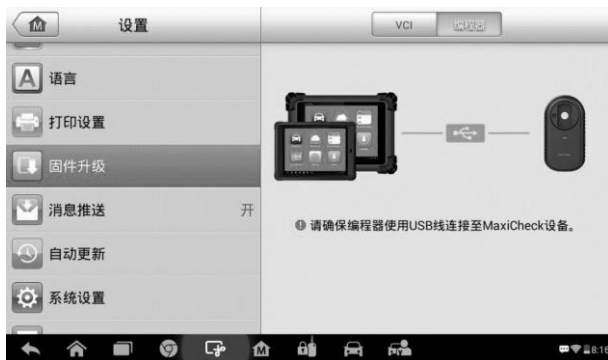 设置
VCI
编程器
语言
打印设置
固件升级
消息推送 开
自动更新
系统设置
请确保编程器使用USB线连接至MaxiCheck设备。
8:16